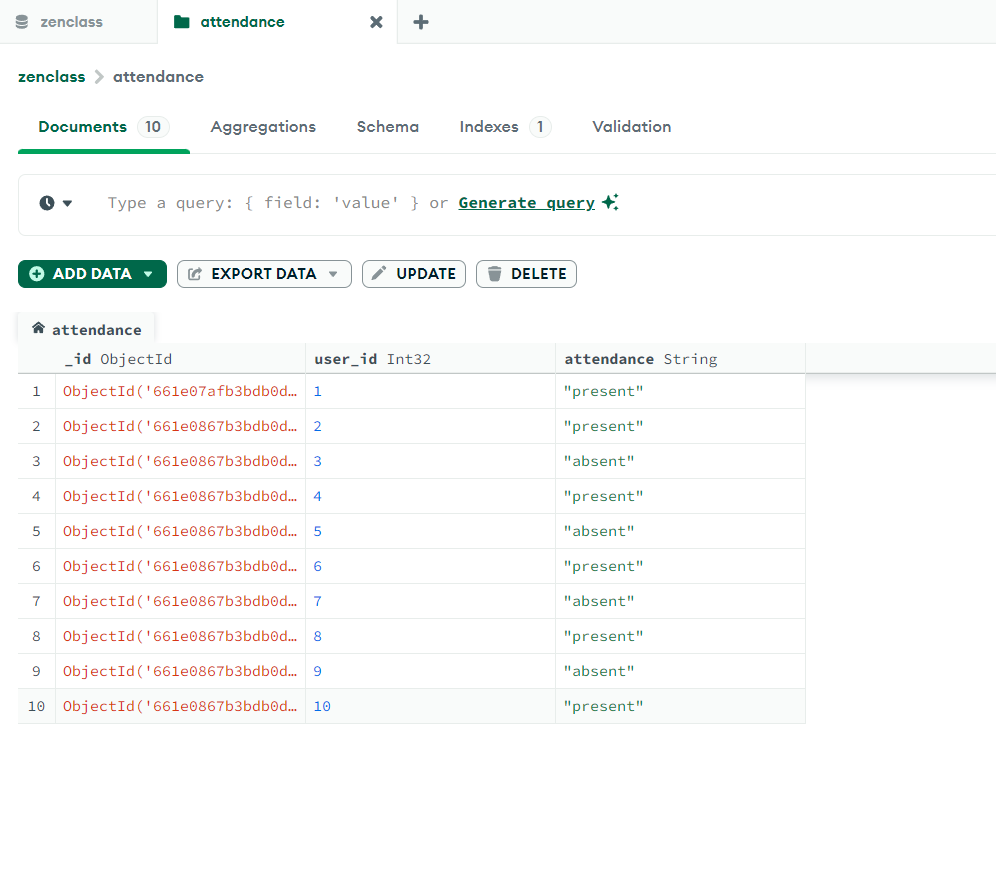 zenclass attendance
zenclass attendance
Documents 10 Aggregations Schema Indexes 1 Validation
Type a query: { field: 'value' } or Generate query
ADD DATA EXPORT DATA UPDATE DELETE
attendance
_id ObjectId user_id Int32 attendance String
1 ObjectId('661e07afb3bdb0d… 1 "present"
2 ObjectId('661e0867b3bdb0d… 2 "present"
3 ObjectId('661e0867b3bdb0d… 3 "absent"
4 ObjectId('661e0867b3bdb0d… 4 "present"
5 ObjectId('661e0867b3bdb0d… 5 "absent"
6 ObjectId('661e0867b3bdb0d… 6 "present"
7 ObjectId('661e0867b3bdb0d… 7 "absent"
8 ObjectId('661e0867b3bdb0d… 8 "present"
9 ObjectId('661e0867b3bdb0d… 9 "absent"
10 ObjectId('661e0867b3bdb0d… 10 "present"